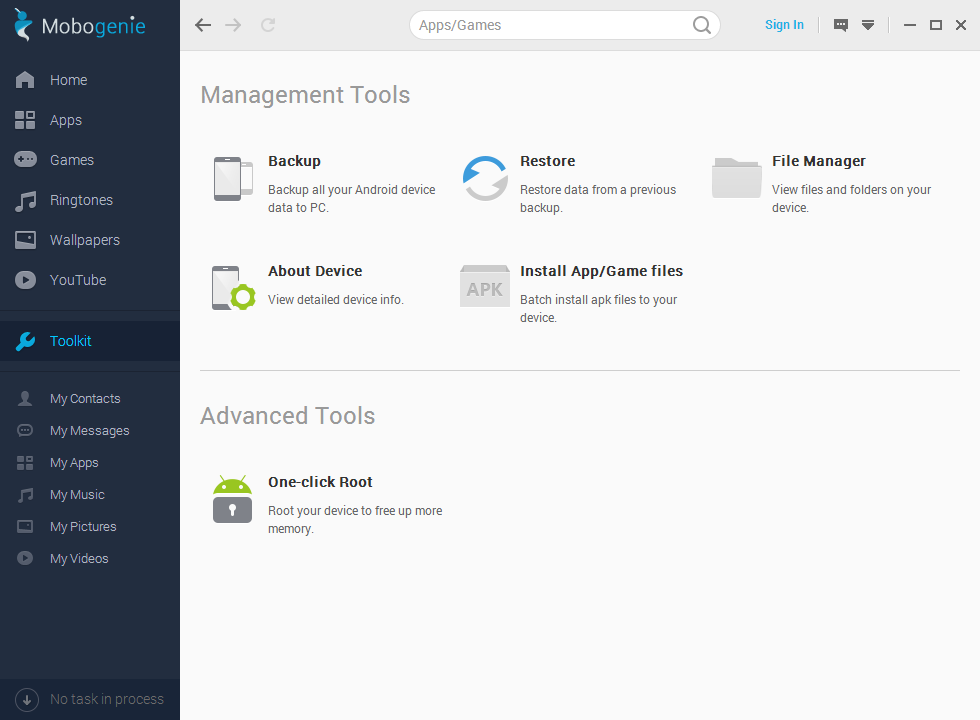 Mobogenie
Apps/Games
Sign In
Home
Apps
Games
Ringtones
Wallpapers
YouTube
Toolkit
My Contacts
My Messages
My Apps
My Music
My Pictures
My Videos
No task in process
Management Tools
Backup
Backup all your Android device
data to PC.
Restore
Restore data from a previous
backup.
File Manager
View files and folders on your
device.
About Device
View detailed device info.
APK
Install App/Game files
Batch install apk files to your
device.
Advanced Tools
One-click Root
Root your device to free up more
memory.